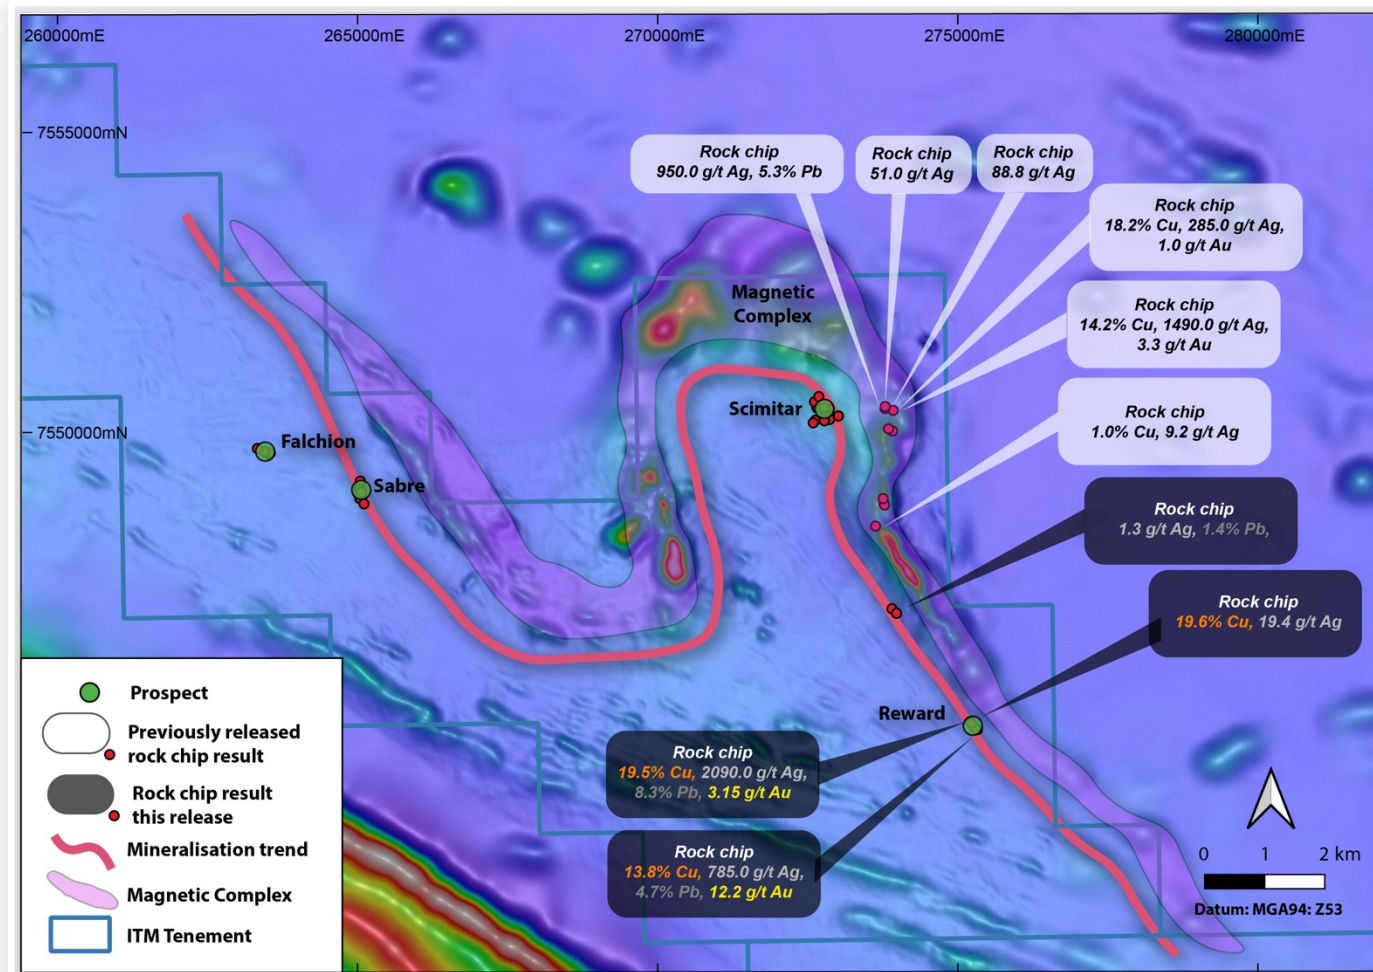 260000mE
265000mE
270000mE
275000mE
280000mE
7555000mN
7550000mN
Rock chip
950.0 g/t Ag, 5.3% Pb
Rock chip
51.0 g/t Ag
Rock chip
88.8 g/t Ag
Rock chip
18.2% Cu, 285.0 g/t Ag,
1.0 g/t Au
Magnetic
Complex
Rock chip
14.2% Cu, 1490.0 g/t Ag,
3.3 g/t Au
Scimitar
Rock chip
1.0% Cu, 9.2 g/t Ag
Falchion
Sabre
Rock chip
1.3 g/t Ag, 1.4% Pb,
Rock chip
19.6% Cu, 19.4 g/t Ag
Reward
Rock chip
19.5% Cu, 2090.0 g/t Ag,
8.3% Pb, 3.15 g/t Au
Rock chip
13.8% Cu, 785.0 g/t Ag,
4.7% Pb, 12.2 g/t Au
Prospect
Previously released
rock chip result
Rock chip result
this release
Mineralisation trend
Magnetic Complex
ITM Tenement
0 1 2 km
Datum: MGA94: Z53